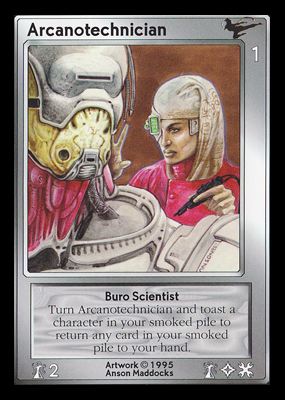 Arcanotechnician
1
Buro Scientist
Turn Arcanotechnician and toast a
character in your smoked pile to
return any card in your smoked
pile to your hand.
2
Artwork © 1995
Anson Maddocks